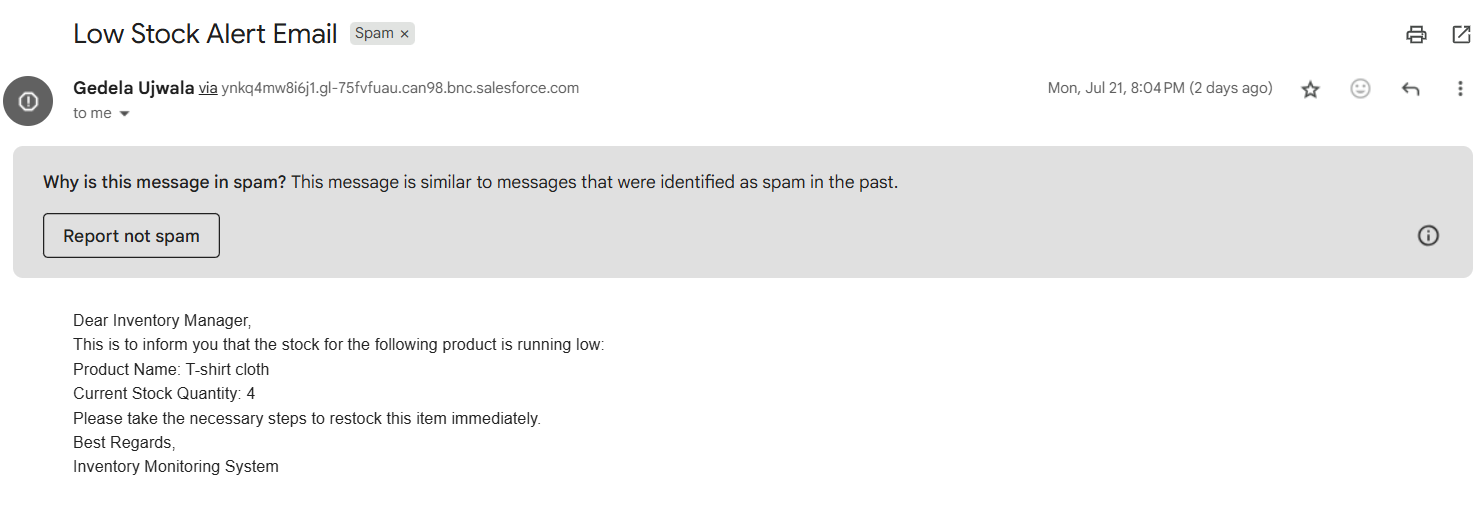 Low Stock Alert Email Spam ×
Gedela Ujwala via ynkq4mw8i6j1.gl-75fvfuau.can98.bnc.salesforce.com Mon, Jul 21, 8:04 PM (2 days ago)
to me
Why is this message in spam? This message is similar to messages that were identified as spam in the past.
Report not spam
Dear Inventory Manager,
This is to inform you that the stock for the following product is running low:
Product Name: T-shirt cloth
Current Stock Quantity: 4
Please take the necessary steps to restock this item immediately.
Best Regards,
Inventory Monitoring System